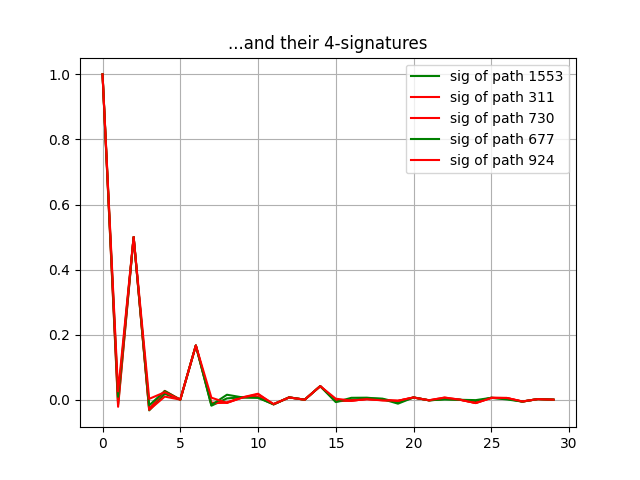 ...and their 4-signatures
sig of path 1553
sig of path 311
sig of path 730
sig of path 677
sig of path 924
1.0
0.8
0.6
0.4
0.2
0.0
0 5 10 15 20 25 30